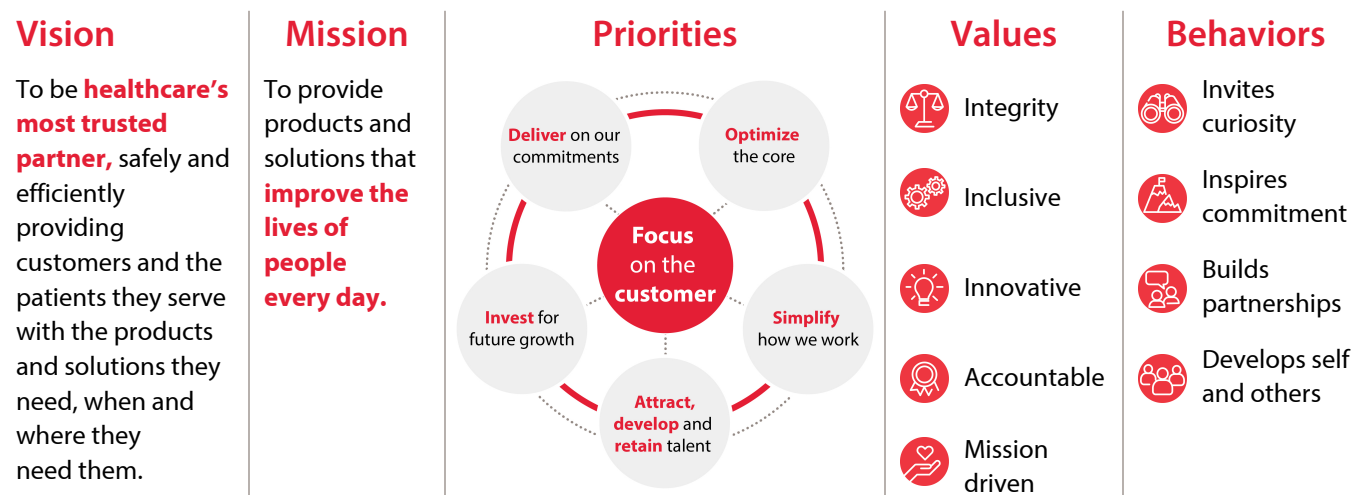 Vision
To be healthcare's
most trusted
partner, safely and
efficiently
providing
customers and the
patients they serve
with the products
and solutions they
need, when and
where they
need them.
Mission
To provide
products and
solutions that
improve the
lives of
people
every day.
Priorities
Deliver on our
commitments
Optimize
the core
Focus
on the
customer
Invest for
future growth
Simplify
how we work
Attract,
develop and
retain talent
Values
Integrity
Inclusive
Innovative
Accountable
Mission
driven
Behaviors
Invites
curiosity
Inspires
commitment
Builds
partnerships
Develops self
and others